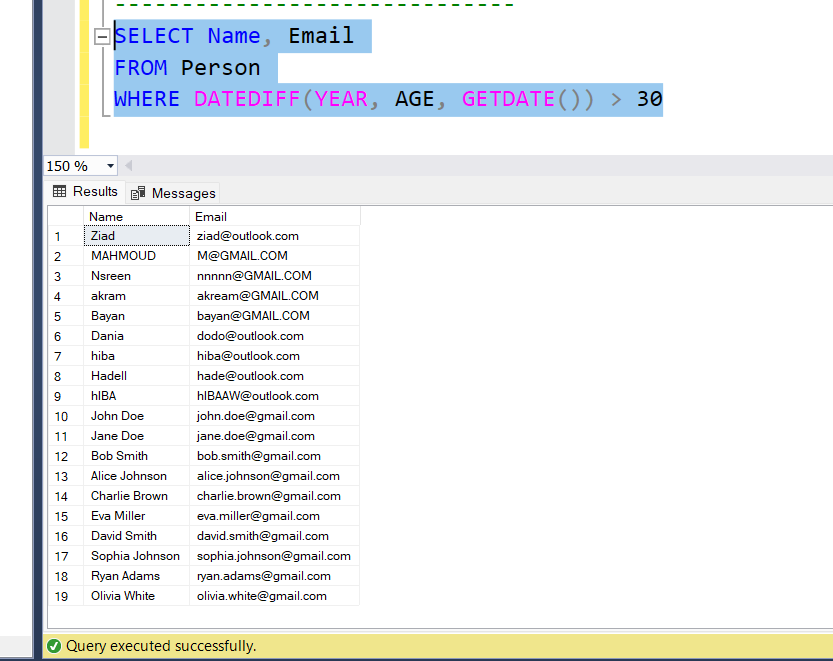 ------------------------------
SELECT Name, Email
FROM Person
WHERE DATEDIFF(YEAR, AGE, GETDATE()) > 30
150 %
Results Messages
Name Email
1 Ziad ziad@outlook.com
2 MAHMOUD M@GMAIL.COM
3 Nsreen nnnnn@GMAIL.COM
4 akram akream@GMAIL.COM
5 Bayan bayan@GMAIL.COM
6 Dania dodo@outlook.com
7 hiba hiba@outlook.com
8 Hadell hade@outlook.com
9 hIBA hIBAAW@outlook.com
10 John Doe john.doe@gmail.com
11 Jane Doe jane.doe@gmail.com
12 Bob Smith bob.smith@gmail.com
13 Alice Johnson alice.johnson@gmail.com
14 Charlie Brown charlie.brown@gmail.com
15 Eva Miller eva.miller@gmail.com
16 David Smith david.smith@gmail.com
17 Sophia Johnson sophia.johnson@gmail.com
18 Ryan Adams ryan.adams@gmail.com
19 Olivia White olivia.white@gmail.com
Query executed successfully.